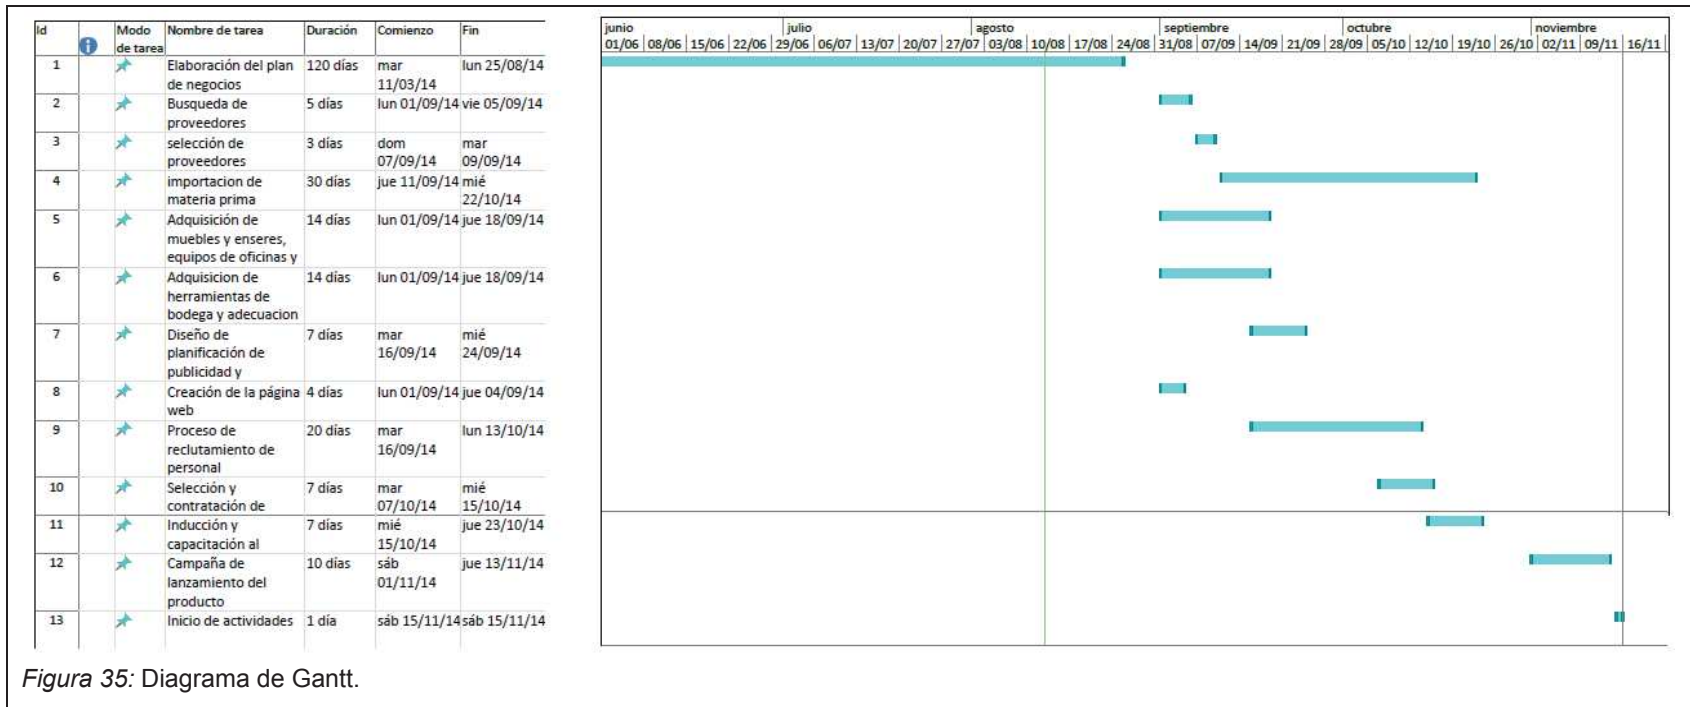 Id Modo Nombre de tarea Duración Comienzo Fin
de tarea
1 Elaboración del plan 120 días mar lun 25/08/14
de negocios 11/03/14
2 Busqueda de 5 días lun 01/09/14 vie 05/09/14
proveedores
3 selección de 3 días dom mar
proveedores 07/09/14 09/09/14
4 importacion de 30 días jue 11/09/14 mié
materia prima 22/10/14
5 Adquisición de 14 días lun 01/09/14 jue 18/09/14
muebles y enseres,
equipos de oficinas y
6 Adquisicion de 14 días lun 01/09/14 jue 18/09/14
herramientas de
bodega y adecuacion
7 Diseño de 7 días mar mié
planificación de 16/09/14 24/09/14
publicidad y
8 Creación de la página 4 días lun 01/09/14 jue 04/09/14
web
9 Proceso de 20 días mar lun 13/10/14
reclutamiento de 16/09/14
personal
10 Selección y 7 días mar mié
contratación de 07/10/14 15/10/14
11 Inducción y 7 días mié jue 23/10/14
capacitación al 15/10/14
12 Campaña de 10 días sáb jue 13/11/14
lanzamiento del 01/11/14
producto
13 Inicio de actividades 1 día sáb 15/11/14 sáb 15/11/14
junio julio agosto septiembre octubre noviembre
01/06 08/06 15/06 22/06 29/06 06/07 13/07 20/07 27/07 03/08 10/08 17/08 24/08 31/08 07/09 14/09 21/09 28/09 05/10 12/10 19/10 26/10 02/11 09/11 16/11
Figura 35: Diagrama de Gantt.